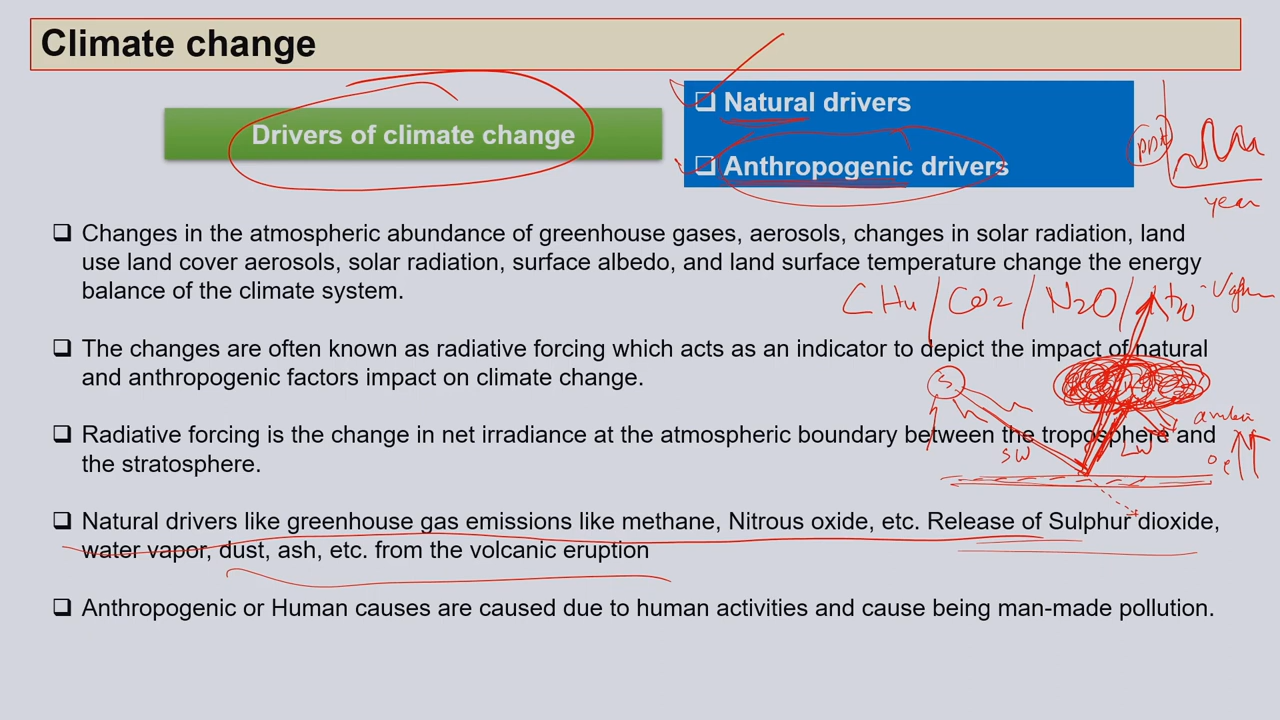 Climate change
Drivers of climate change
❑ Natural drivers
❑ Anthropogenic drivers
year
❑ Changes in the atmospheric abundance of greenhouse gases, aerosols, changes in solar radiation, land
use land cover aerosols, solar radiation, surface albedo, and land surface temperature change the energy
balance of the climate system.
CH4 / CO2 / N2O /
❑ The changes are often known as radiative forcing which acts as an indicator to depict the impact of natural
and anthropogenic factors impact on climate change.
S
❑ Radiative forcing is the change in net irradiance at the atmospheric boundary between the troposphere and
the stratosphere.
SW
LW
❑ Natural drivers like greenhouse gas emissions like methane, Nitrous oxide, etc. Release of Sulphur dioxide,
water vapor, dust, ash, etc. from the volcanic eruption
❑ Anthropogenic or Human causes are caused due to human activities and cause being man-made pollution.